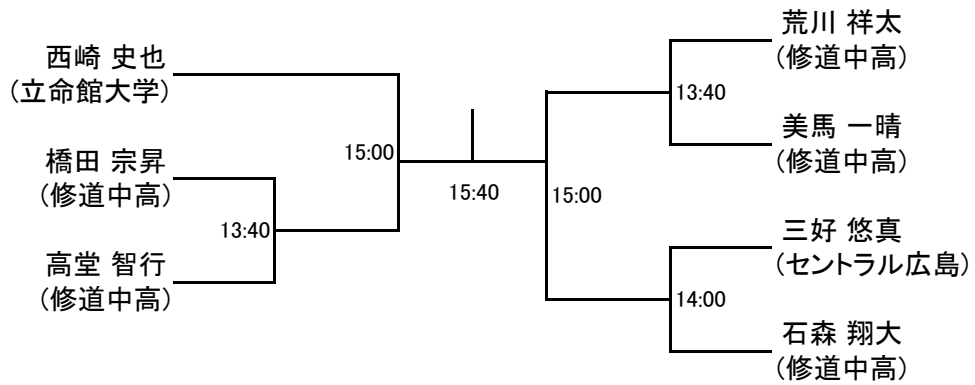 西崎 史也
(立命館大学)
橋田 宗昇
(修道中高)
高堂 智行
(修道中高)
13:40
15:00
15:40
15:00
荒川 祥太
(修道中高)
13:40
美馬 一晴
(修道中高)
三好 悠真
(セントラル広島)
14:00
石森 翔大
(修道中高)